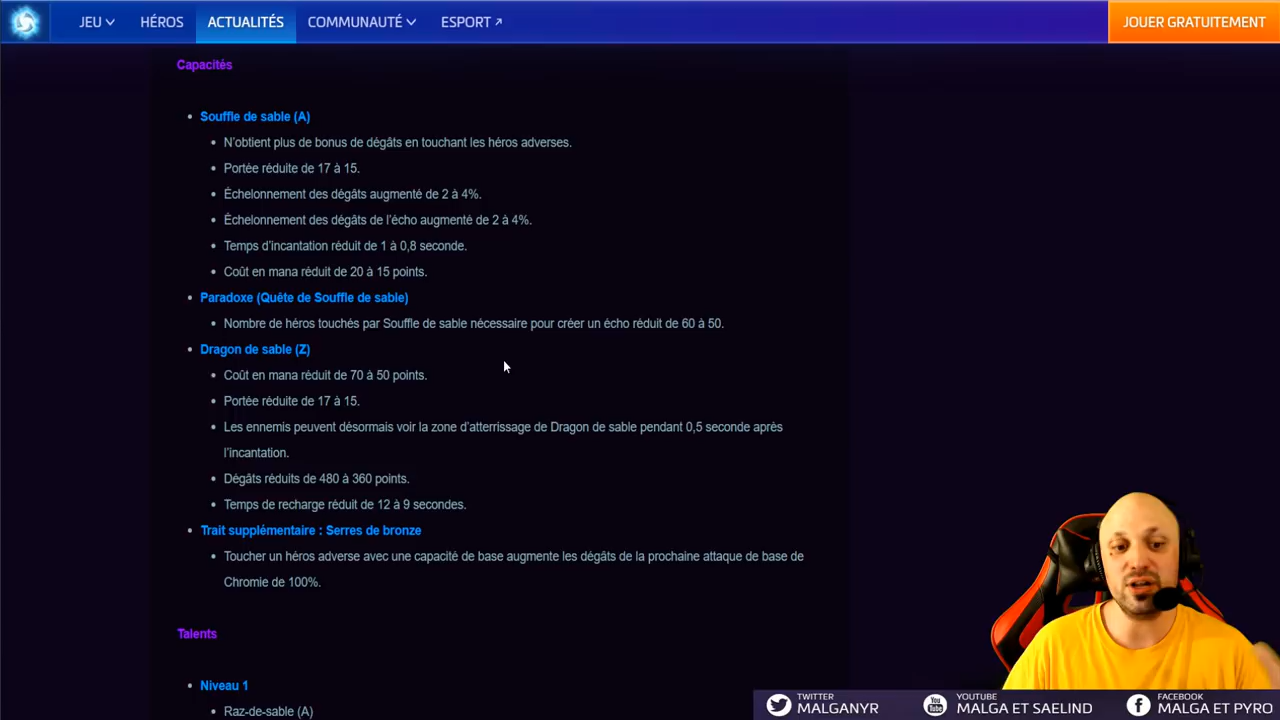 JEU HÉROS ACTUALITÉS COMMUNAUTÉ ESPORT JOUER GRATUITEMENT
Capacités
Souffle de sable (A)
N'obtient plus de bonus de dégâts en touchant les héros adverses.
Portée réduite de 17 à 15.
Échelonnement des dégâts augmenté de 2 à 4%.
Échelonnement des dégâts de l'écho augmenté de 2 à 4%.
Temps d'incantation réduit de 1 à 0,8 seconde.
Coût en mana réduit de 20 à 15 points.
Paradoxe (Quête de Souffle de sable)
Nombre de héros touchés par Souffle de sable nécessaire pour créer un écho réduit de 60 à 50.
Dragon de sable (Z)
Coût en mana réduit de 70 à 50 points.
Portée réduite de 17 à 15.
Les ennemis peuvent désormais voir la zone d'atterrissage de Dragon de sable pendant 0,5 seconde après
l'incantation.
Dégâts réduits de 480 à 360 points.
Temps de recharge réduit de 12 à 9 secondes.
Trait supplémentaire : Serres de bronze
Toucher un héros adverse avec une capacité de base augmente les dégâts de la prochaine attaque de base de
Chromie de 100%.
Talents
Niveau 1
Raz-de-sable (A)
TWITTER
MALGANYR
YOUTUBE
MALGA ET SAELIND
FACEBOOK
MALGA ET PYRO